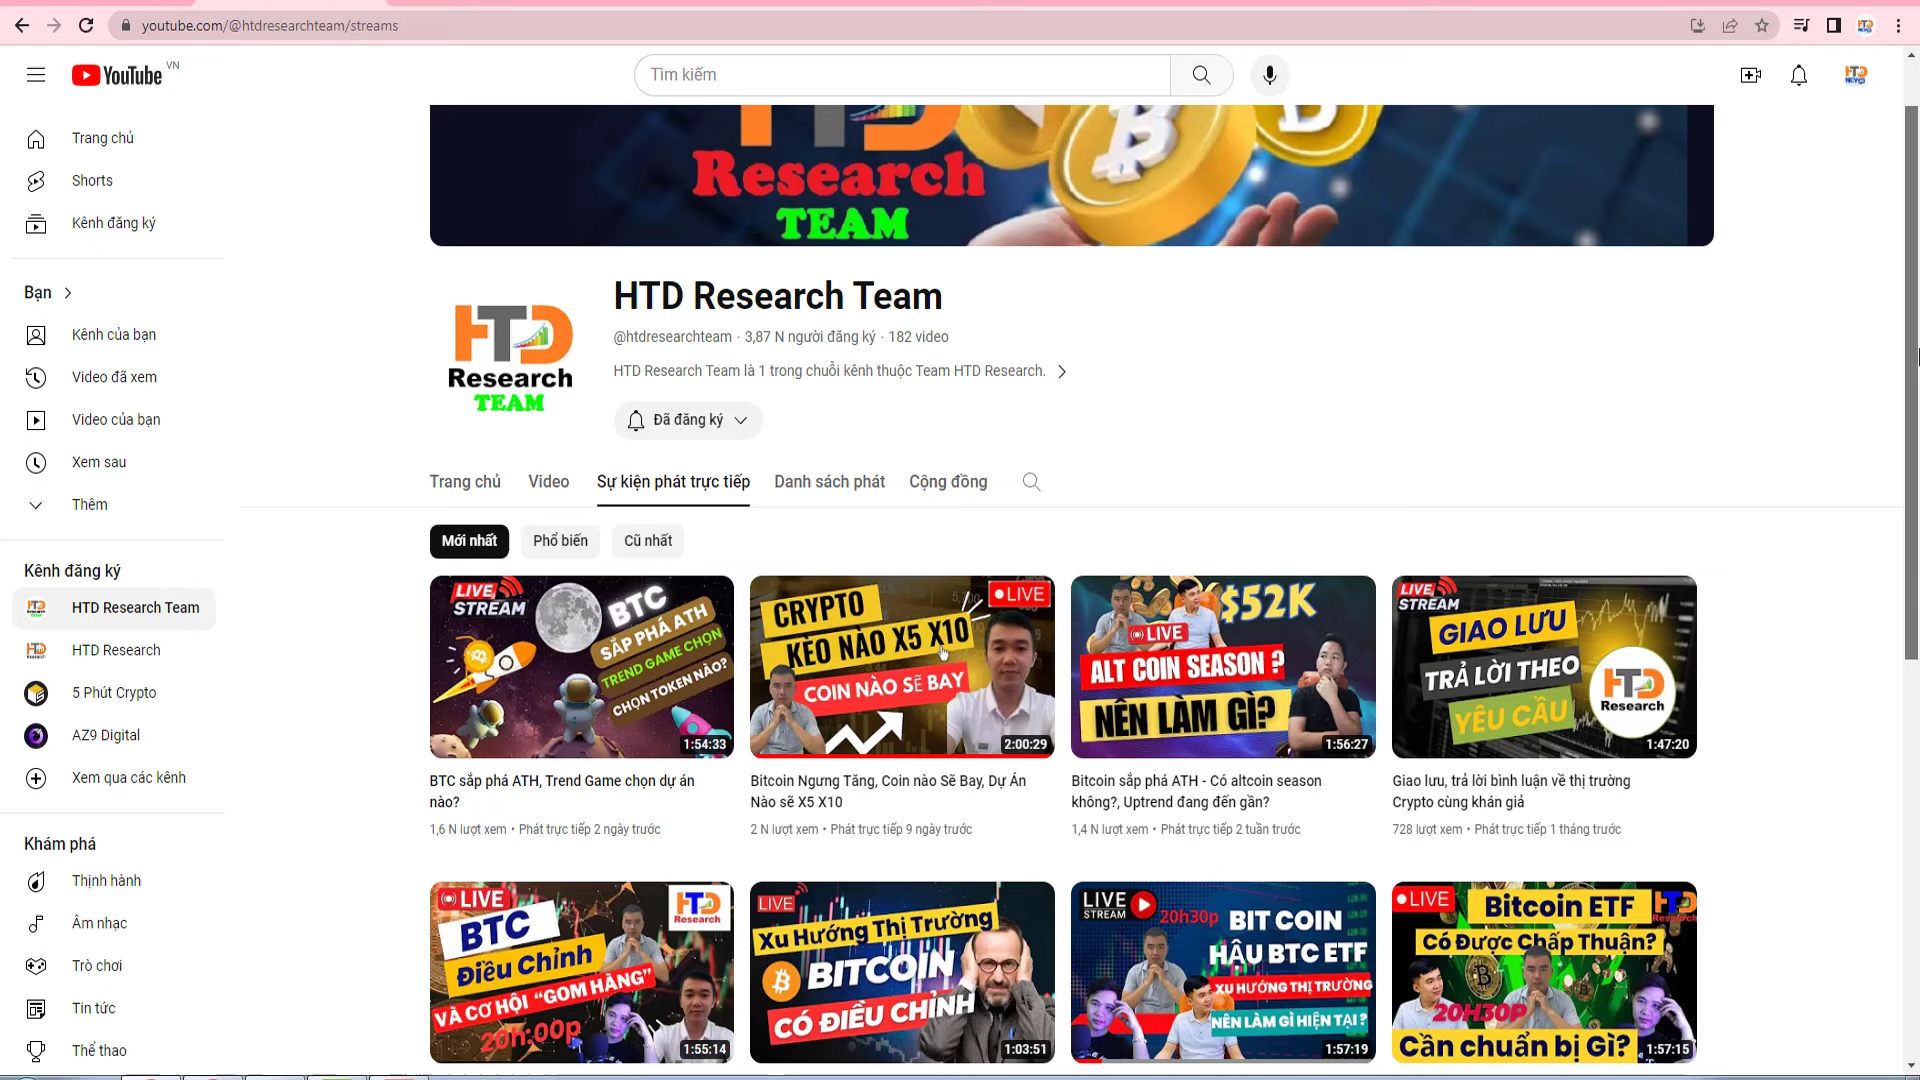 youtube.com/@htdresearchteam/streams
YouTube VN
Tìm kiếm
Trang chủ
Shorts
Kênh đăng ký
Bạn
Kênh của bạn
Video đã xem
Video của bạn
Xem sau
Thêm
Kênh đăng ký
HTD Research Team
HTD Research
5 Phút Crypto
AZ9 Digital
Xem qua các kênh
Khám phá
Thịnh hành
Âm nhạc
Trò chơi
Tin tức
Thể thao
HTD
Research
TEAM
HTD
Research
TEAM
HTD Research Team
@htdresearchteam · 3,87 N người đăng ký · 182 video
HTD Research Team là 1 trong chuỗi kênh thuộc Team HTD Research.
Đã đăng ký
Trang chủ
Video
Sự kiện phát trực tiếp
Danh sách phát
Cộng đồng
Mới nhất
Phổ biến
Cũ nhất
LIVE
STREAM
BTC
SẮP PHÁ ATH
TREND GAME CHỌN
CHỌN TOKEN NÀO?
1:54:33
BTC sắp phá ATH, Trend Game chọn dự án
nào?
1,6 N lượt xem • Phát trực tiếp 2 ngày trước
LIVE
CRYPTO
KÈO NÀO X5 X10
COIN NÀO SẼ BAY
2:00:29
Bitcoin Ngưng Tăng, Coin nào Sẽ Bay, Dự Án
Nào sẽ X5 X10
2 N lượt xem • Phát trực tiếp 9 ngày trước
$52K
LIVE
ALT COIN SEASON ?
NÊN LÀM GÌ?
1:56:27
Bitcoin sắp phá ATH - Có altcoin season
không?, Uptrend đang đến gần?
1,4 N lượt xem • Phát trực tiếp 2 tuần trước
LIVE
STREAM
GIAO LƯU
TRẢ LỜI THEO
YÊU CẦU
HTD
Research
1:47:20
Giao lưu, trả lời bình luận về thị trường
Crypto cùng khán giả
728 lượt xem • Phát trực tiếp 1 tháng trước
LIVE
HTD
Research
BTC
Điều Chỉnh
VÀ CƠ HỘI “GOM HÀNG”
20h:00p
1:55:14
LIVE
Xu Hướng Thị Trường
BITCOIN
CÓ ĐIỀU CHỈNH
1:03:51
LIVE
STREAM
20h30p
BIT COIN
HẬU BTC ETF
XU HƯỚNG THỊ TRƯỜNG
NÊN LÀM GÌ HIỆN TẠI ?
1:57:19
LIVE
Bitcoin ETF
HTD
Research
Có Được Chấp Thuận?
20H30P
Cần chuẩn bị Gì?
1:57:15